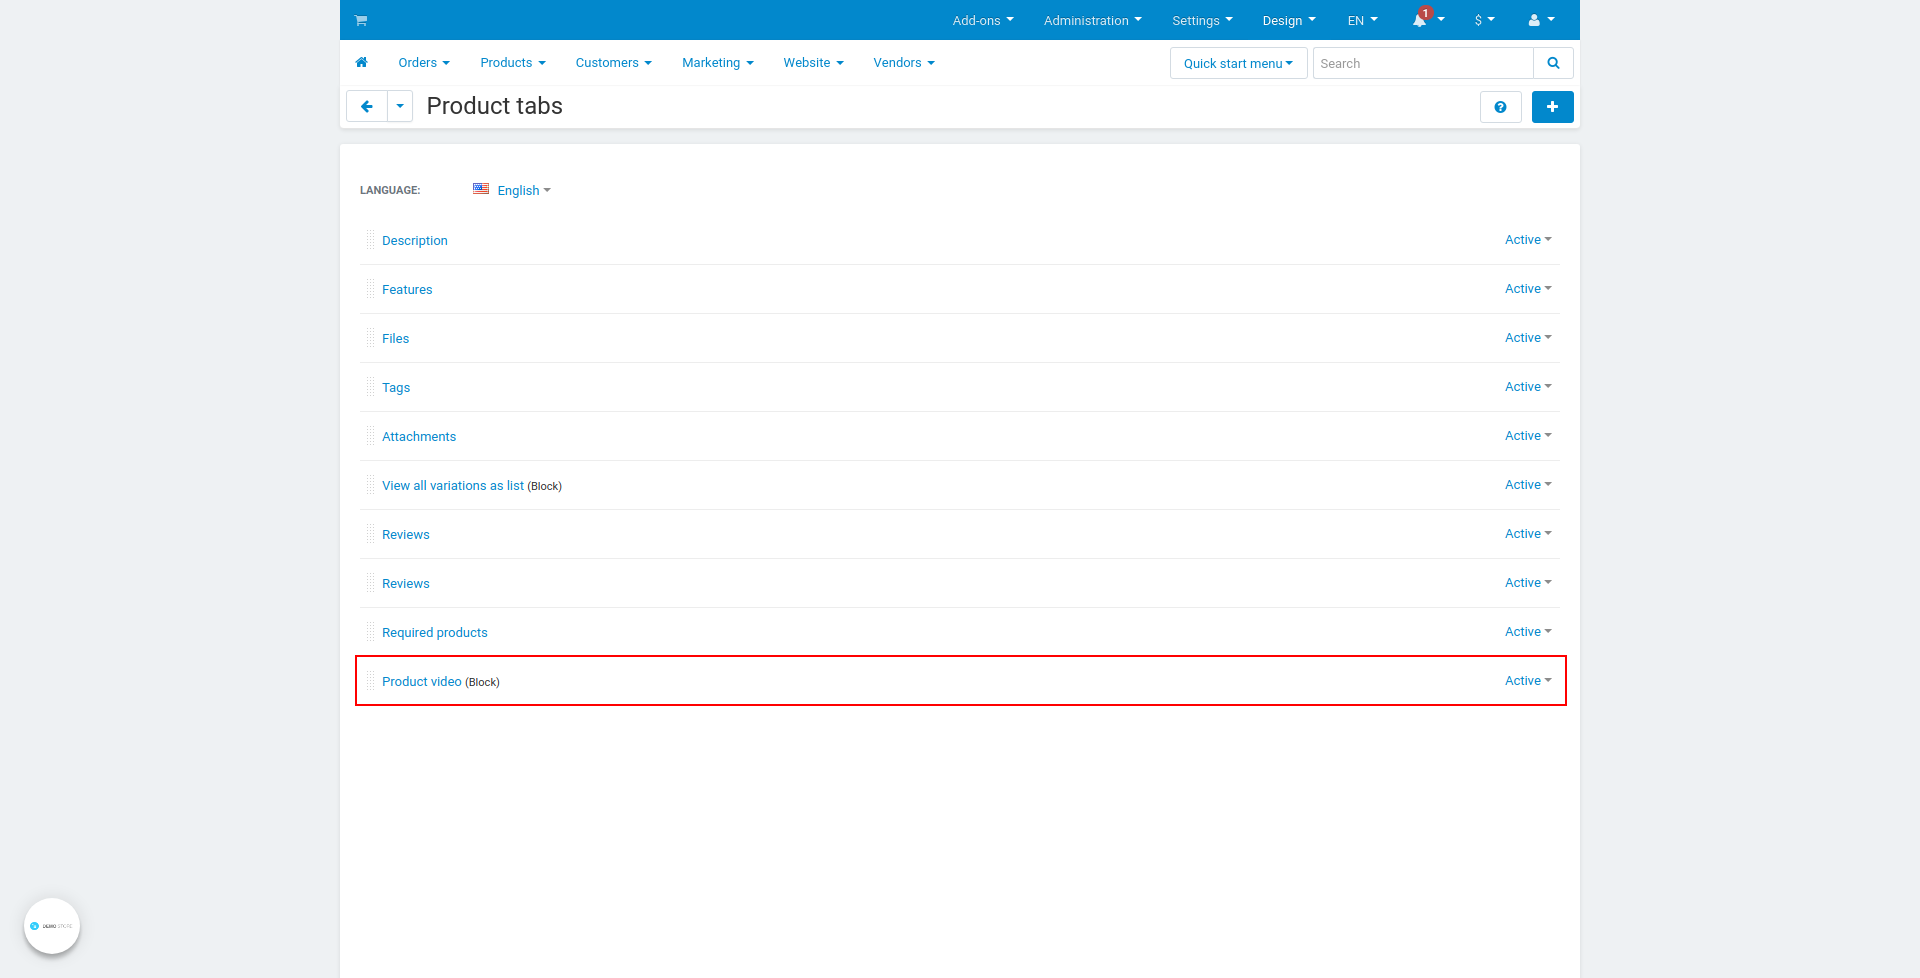 Add-ons Administration Settings Design EN 1 $
Orders Products Customers Marketing Website Vendors Quick start menu Search
Product tabs
LANGUAGE: English
Description Active
Features Active
Files Active
Tags Active
Attachments Active
View all variations as list (Block) Active
Reviews Active
Reviews Active
Required products Active
Product video (Block) Active
DEMO STORE